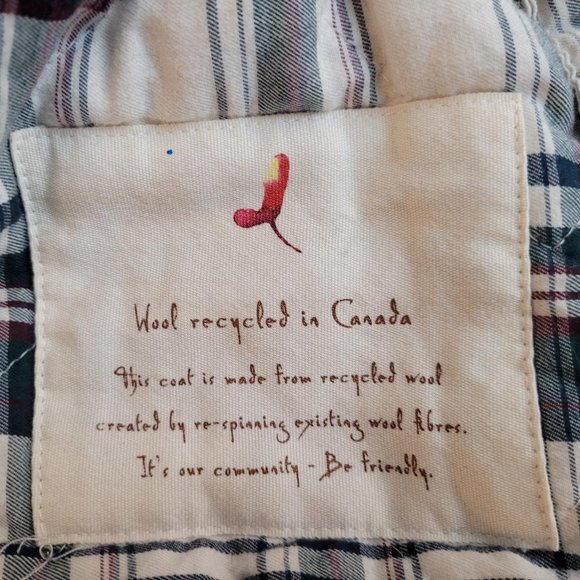 Wool recycled in Canada
This coat is made from recycled wool
created by re-spinning existing wool fibres.
It's our community - Be friendly.